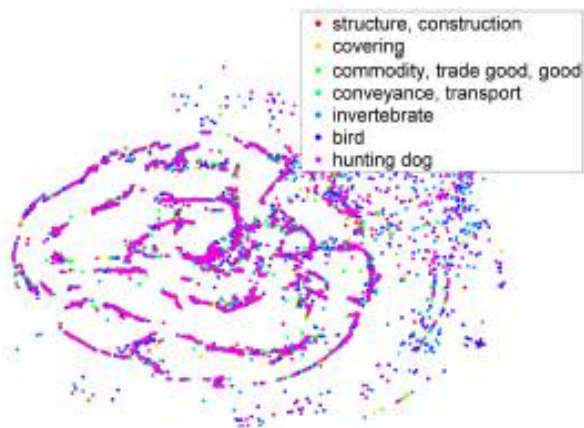 structure, construction
covering
commodity, trade good, good
conveyance, transport
invertebrate
bird
hunting dog